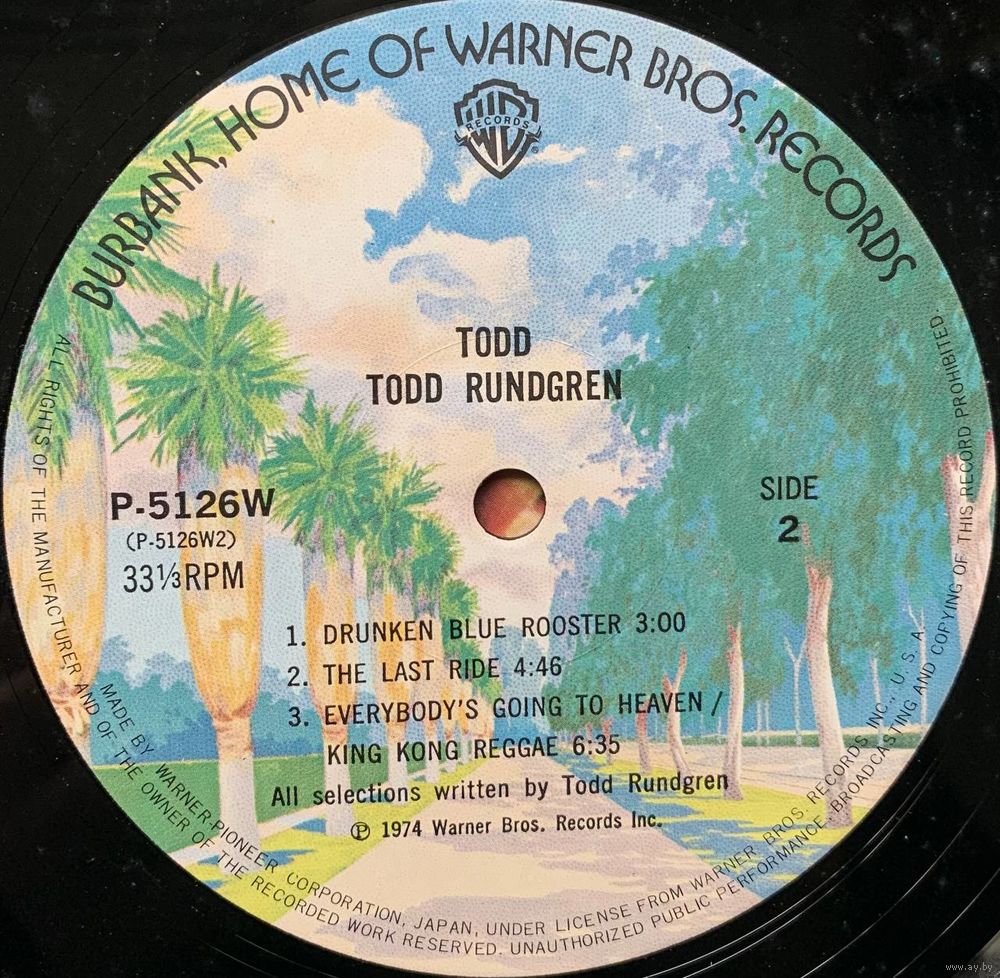 BURBANK, HOME OF WARNER BROS. RECORDS
RECORDS
TODD
TODD RUNDGREN
P-5126W
(P-5126W2)
33⅓RPM
SIDE
2
1. DRUNKEN BLUE ROOSTER 3:00
2. THE LAST RIDE 4:46
3. EVERYBODY'S GOING TO HEAVEN /
KING KONG REGGAE 6:35
All selections written by Todd Rundgren
℗ 1974 Warner Bros. Records Inc.
MADE BY WARNER-PIONEER CORPORATION, JAPAN, UNDER LICENSE FROM WARNER BROS. RECORDS INC., U. S. A.
ALL RIGHTS OF THE MANUFACTURER AND OF THE OWNER OF THE RECORDED WORK RESERVED. UNAUTHORIZED PUBLIC PERFORMANCE, BROADCASTING AND COPYING OF THIS RECORD PROHIBITED.
www.ay.by